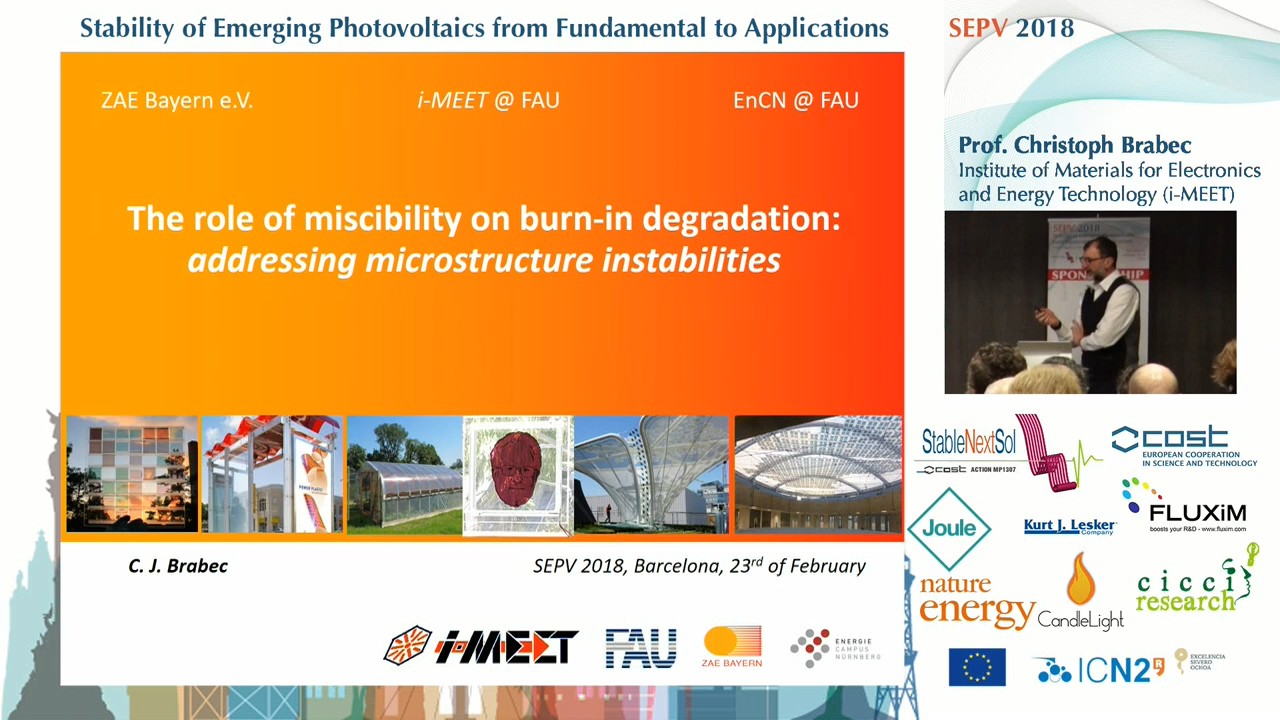 Stability of Emerging Photovoltaics from Fundamental to Applications
SEPV 2018
ZAE Bayern e.V.
i-MEET @ FAU
EnCN @ FAU
The role of miscibility on burn-in degradation:
addressing microstructure instabilities
C. J. Brabec
SEPV 2018, Barcelona, 23rd of February
i-MEET
FAU
ZAE BAYERN
ENERGIE
CAMPUS
NÜRNBERG
Prof. Christoph Brabec
Institute of Materials for Electronics
and Energy Technology (i-MEET)
SEPV 2018
SPONSORSHIP
StableNextSol
cost ACTION MP1307
cost
EUROPEAN COOPERATION
IN SCIENCE AND TECHNOLOGY
Joule
Kurt J. Lesker
Company
FLUXiM
boosts your R&D - www.fluxim.com
nature
energy
CandleLight
cicci
research
ICN2
EXCELENCIA
SEVERO
OCHOA